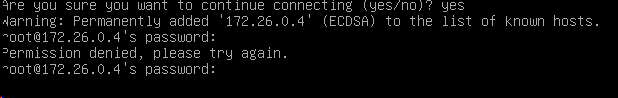 Are you sure you want to continue connecting (yes/no)? yes
Warning: Permanently added '172.26.0.4' (ECDSA) to the list of known hosts.
root@172.26.0.4's password:
Permission denied, please try again.
root@172.26.0.4's password: